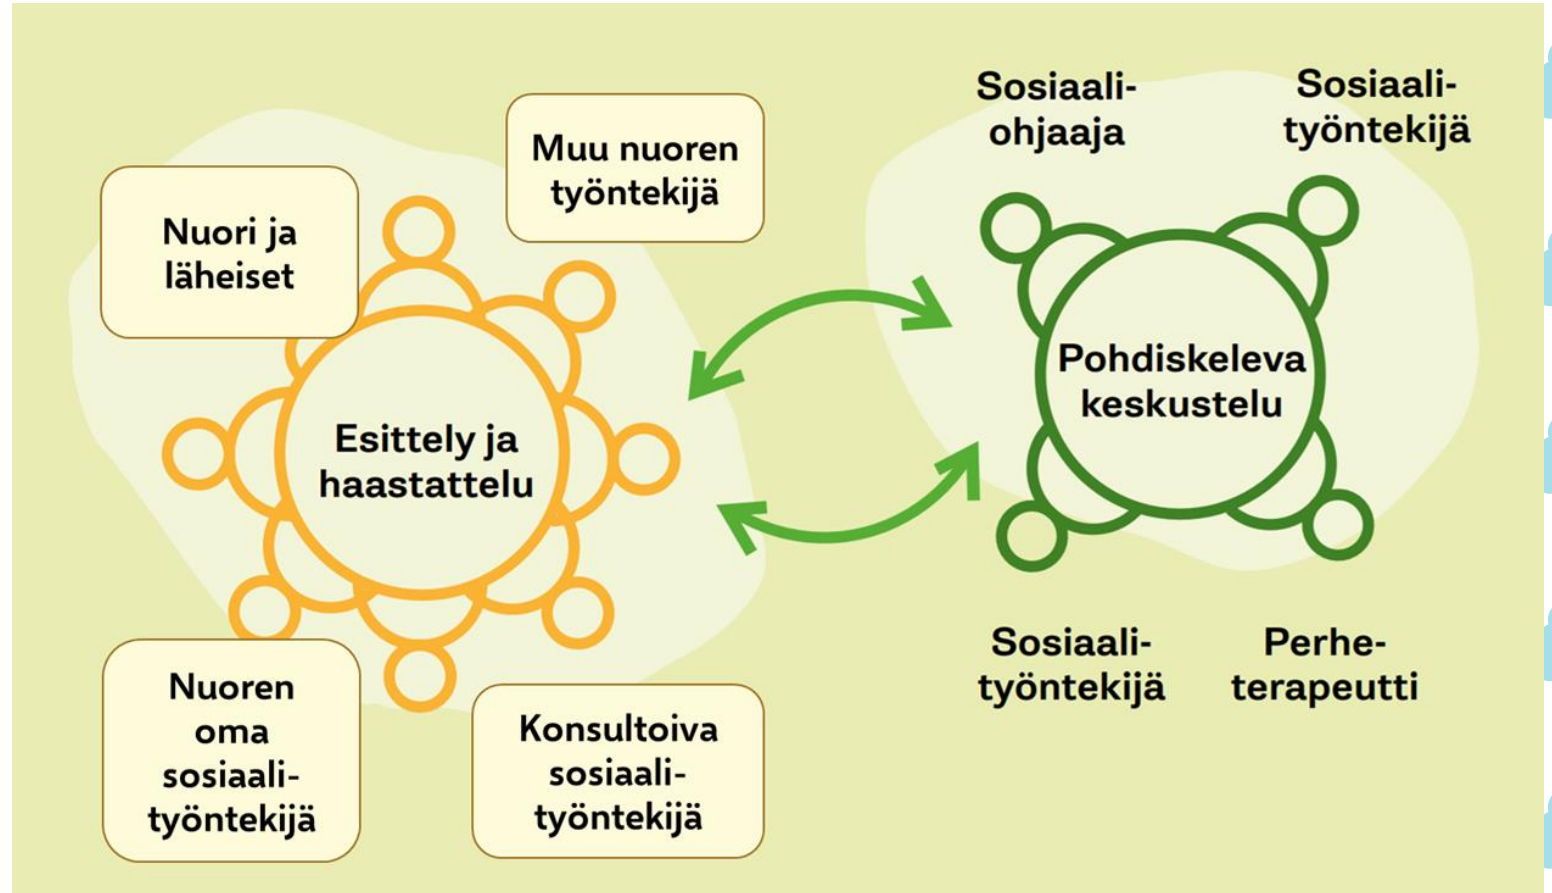 Nuori ja
läheiset
Muu nuoren
työntekijä
Esittely ja
haastattelu
Nuoren
oma
sosiaali-
työntekijä
Konsultoiva
sosiaali-
työntekijä
Sosiaali-
ohjaaja
Sosiaali-
työntekijä
Pohdiskeleva
keskustelu
Sosiaali-
työntekijä
Perhe-
terapeutti